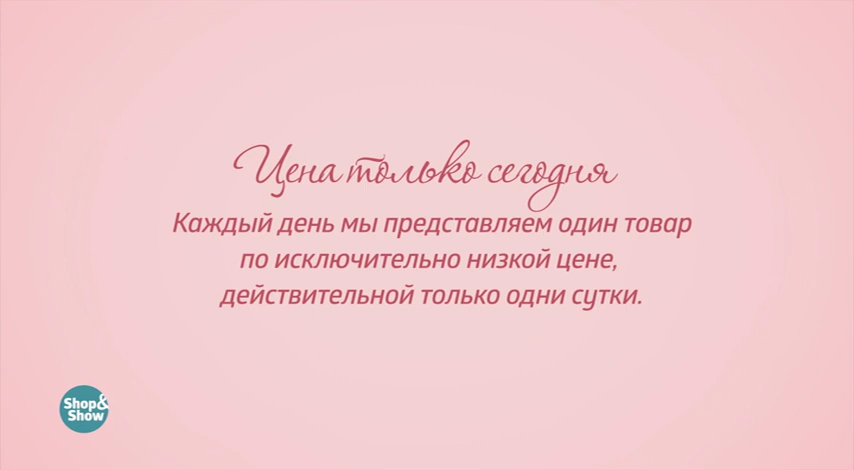 Цена только сегодня
Каждый день мы представляем один товар
по исключительно низкой цене,
действительной только одни сутки.
Shop&
Show